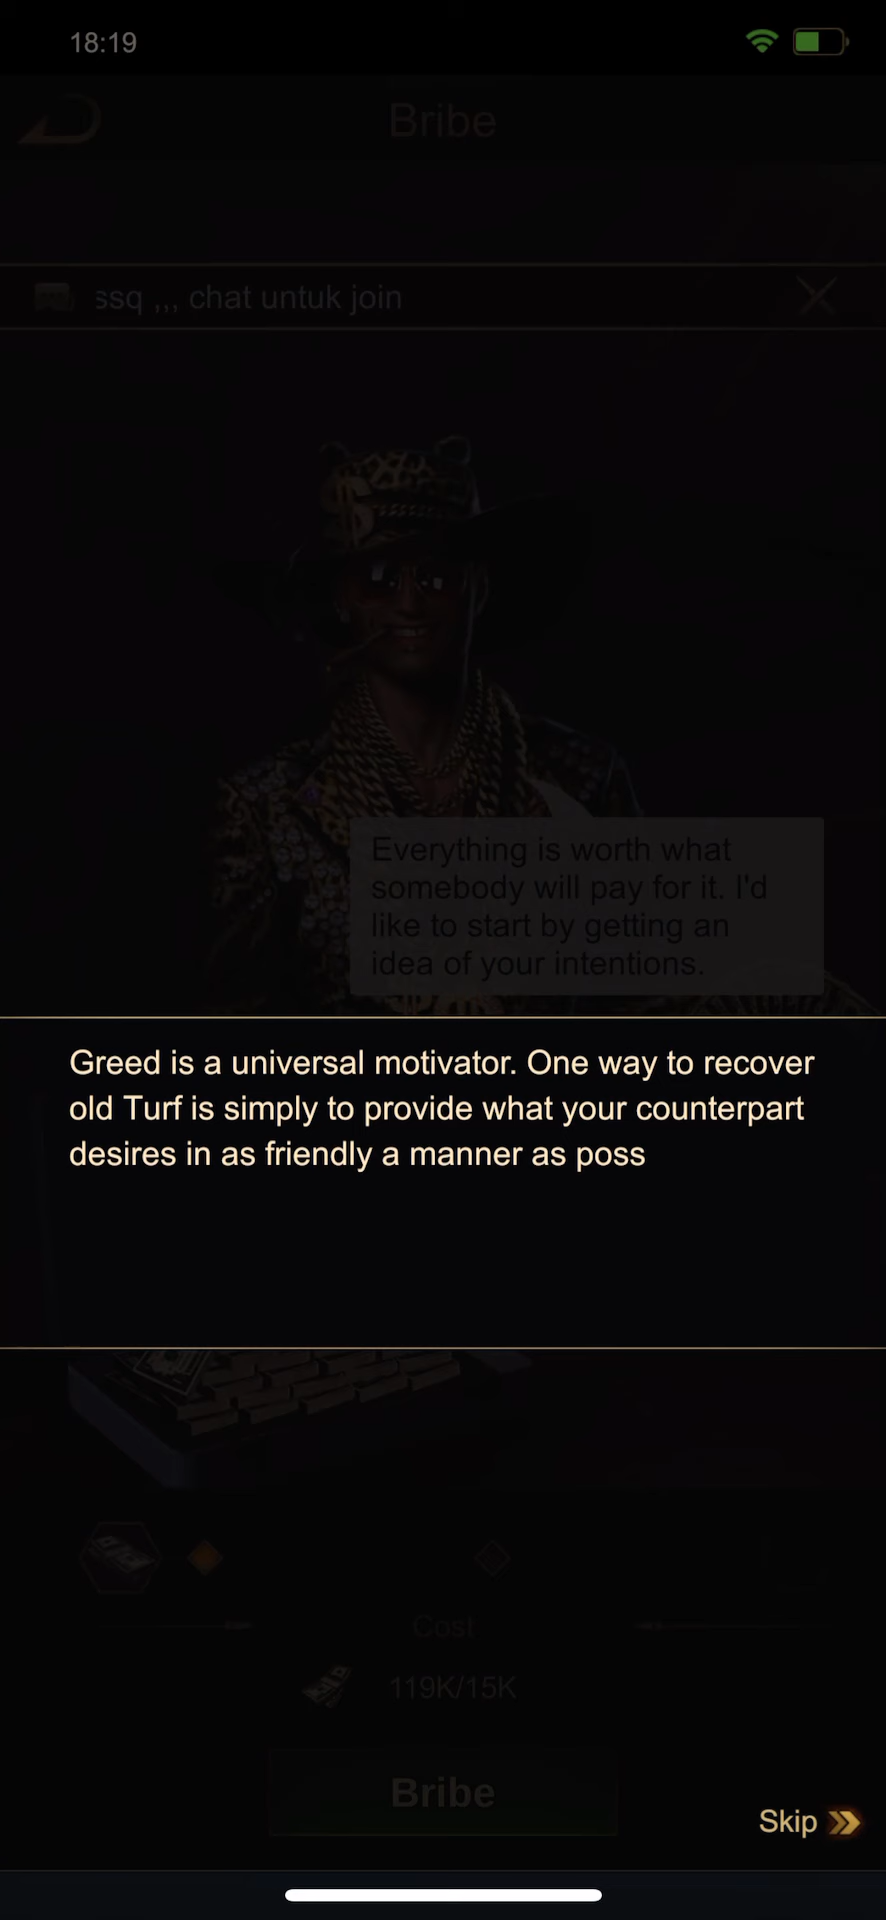 18:19
Bribe
ssq ,,, chat untuk join
Everything is worth what
somebody will pay for it. I'd
like to start by getting an
idea of your intentions.
Greed is a universal motivator. One way to recover
old Turf is simply to provide what your counterpart
desires in as friendly a manner as poss
Cost
119K/15K
Bribe
Skip